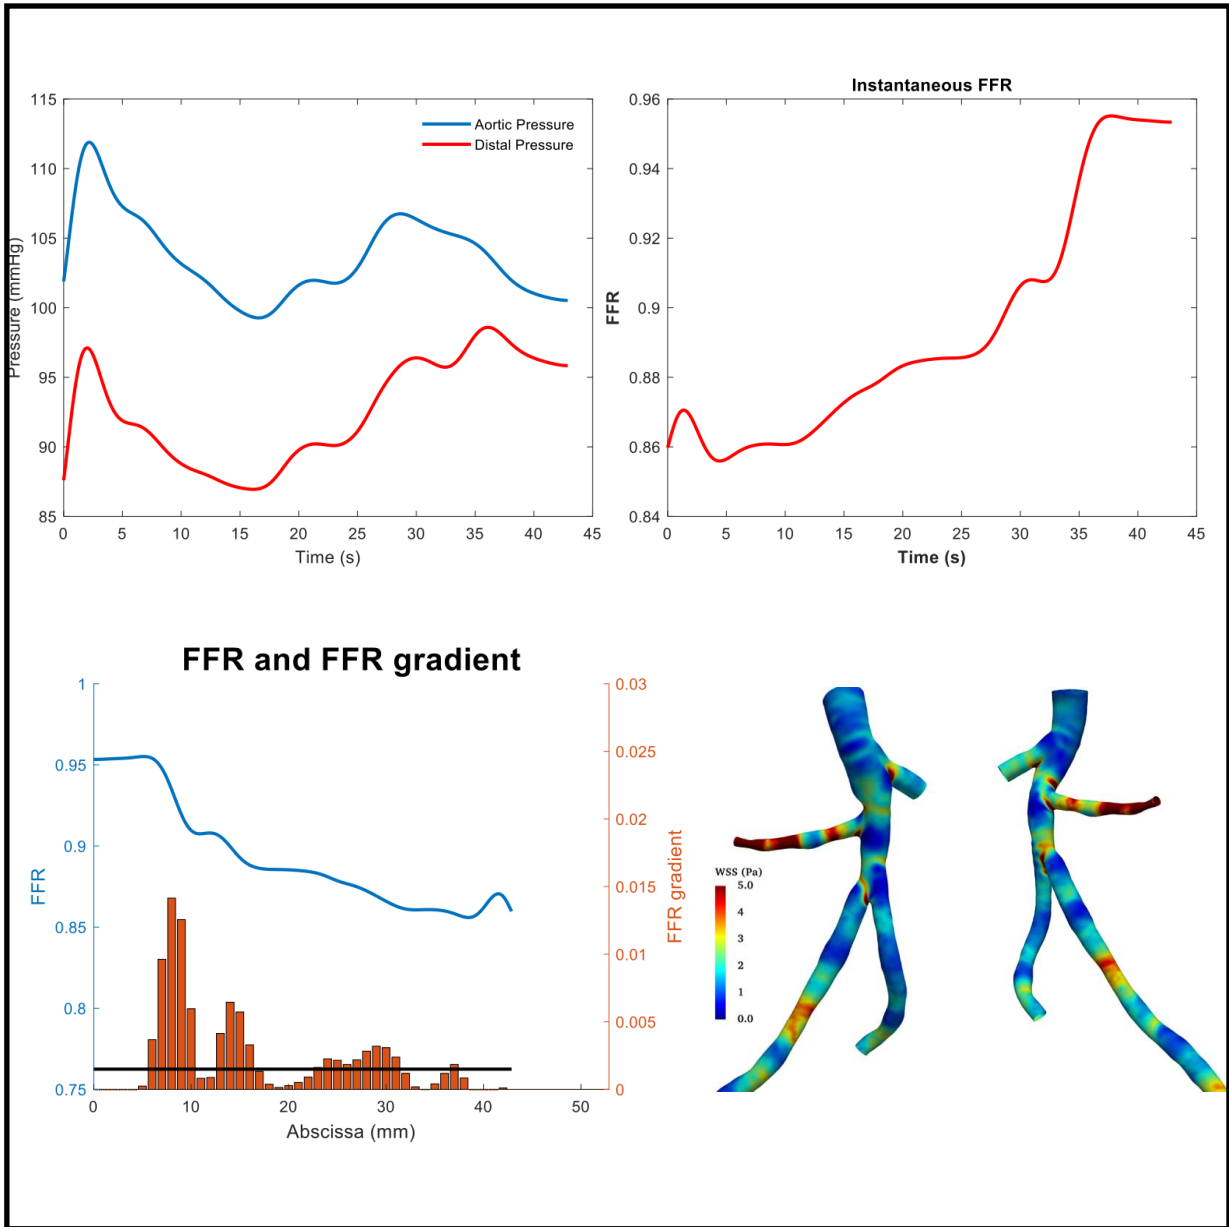 115
110
105
100
95
90
85
Pressure (mmHg)
0 5 10 15 20 25 30 35 40 45
Time (s)
Aortic Pressure
Distal Pressure
Instantaneous FFR
0.96
0.94
0.92
0.9
0.88
0.86
0.84
FFR
0 5 10 15 20 25 30 35 40 45
Time (s)
FFR and FFR gradient
1
0.95
0.9
0.85
0.8
0.75
FFR
0.03
0.025
0.02
0.015
0.01
0.005
0
FFR gradient
0 10 20 30 40 50
Abscissa (mm)
WSS (Pa)
5.0
4
3
2
1
0.0